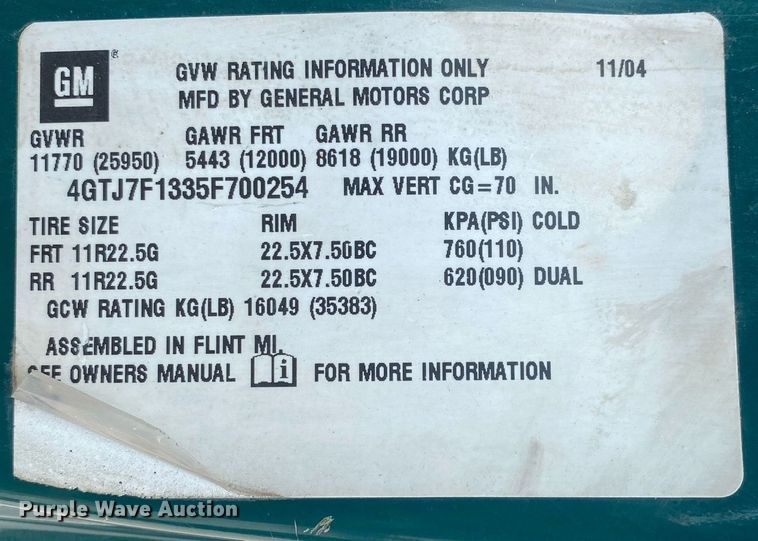 GM ®
GVW RATING INFORMATION ONLY 11/04
MFD BY GENERAL MOTORS CORP
GVWR GAWR FRT GAWR RR
11770 (25950) 5443 (12000) 8618 (19000) KG(LB)
4GTJ7F1335F700254 MAX VERT CG=70 IN.
TIRE SIZE RIM KPA(PSI) COLD
FRT 11R22.5G 22.5X7.50BC 760(110)
RR 11R22.5G 22.5X7.50BC 620(090) DUAL
GCW RATING KG(LB) 16049 (35383)
ASSEMBLED IN FLINT MI.
SEE OWNERS MANUAL i FOR MORE INFORMATION
Purple Wave Auction